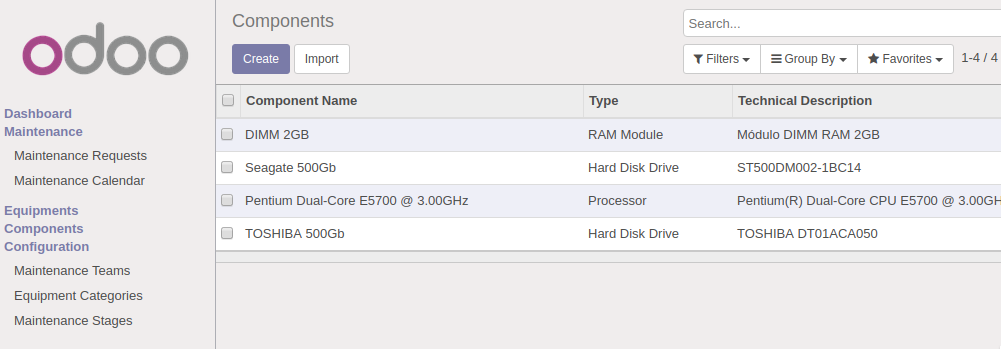 odoo
Dashboard
Maintenance
Maintenance Requests
Maintenance Calendar
Equipments
Components
Configuration
Maintenance Teams
Equipment Categories
Maintenance Stages
Components
Search...
Create Import
Filters Group By Favorites 1-4 / 4
Component Name Type Technical Description
DIMM 2GB RAM Module Módulo DIMM RAM 2GB
Seagate 500Gb Hard Disk Drive ST500DM002-1BC14
Pentium Dual-Core E5700 @ 3.00GHz Processor Pentium(R) Dual-Core CPU E5700 @ 3.00GH
TOSHIBA 500Gb Hard Disk Drive TOSHIBA DT01ACA050